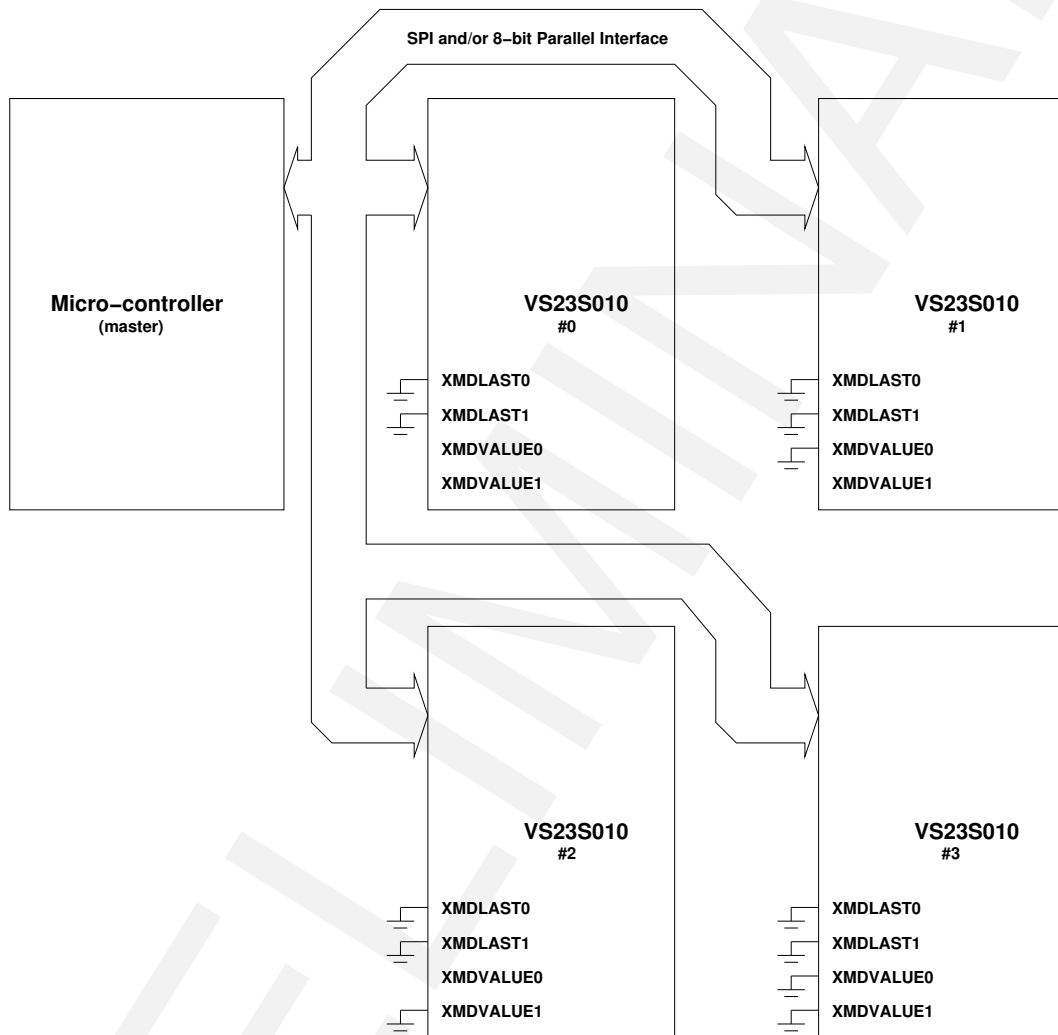 SPI and/or 8−bit Parallel Interface
Micro−controller
(master)
VS23S010
#0
XMDLAST0
XMDLAST1
XMDVALUE0
XMDVALUE1
VS23S010
#1
XMDLAST0
XMDLAST1
XMDVALUE0
XMDVALUE1
VS23S010
#2
XMDLAST0
XMDLAST1
XMDVALUE0
XMDVALUE1
VS23S010
#3
XMDLAST0
XMDLAST1
XMDVALUE0
XMDVALUE1